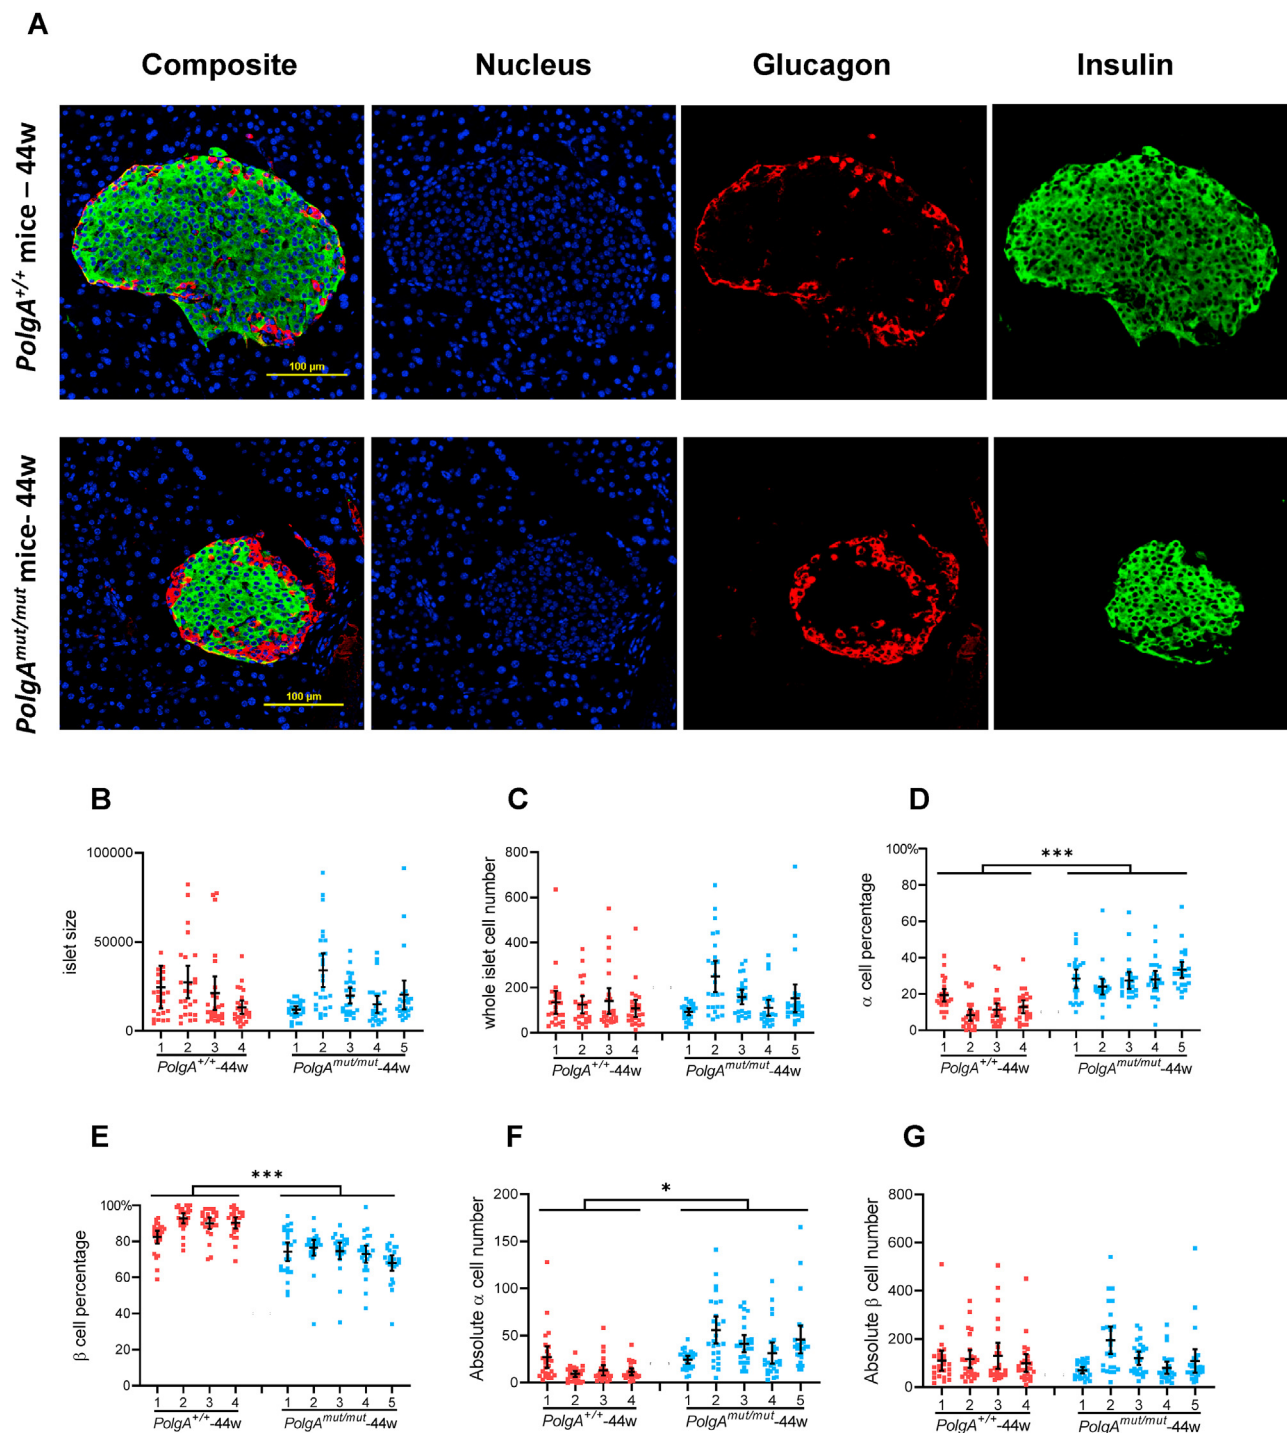 A
Composite Nucleus Glucagon Insulin
PolgA+/+ mice – 44w
100 µm
PolgAmut/mut mice- 44w
100 µm
B
islet size
100000
50000
0
1 2 3 4 1 2 3 4 5
PolgA+/+-44w PolgAmut/mut-44w
C
whole islet cell number
800
600
400
200
0
1 2 3 4 1 2 3 4 5
PolgA+/+-44w PolgAmut/mut-44w
D
α cell percentage
100%
80
60
40
20
0
***
1 2 3 4 1 2 3 4 5
PolgA+/+-44w PolgAmut/mut-44w
E
β cell percentage
100%
80
60
40
20
0
***
1 2 3 4 1 2 3 4 5
PolgA+/+-44w PolgAmut/mut-44w
F
Absolute α cell number
200
150
100
50
0
*
1 2 3 4 1 2 3 4 5
PolgA+/+-44w PolgAmut/mut-44w
G
Absolute β cell number
800
600
400
200
0
1 2 3 4 1 2 3 4 5
PolgA+/+-44w PolgAmut/mut-44w